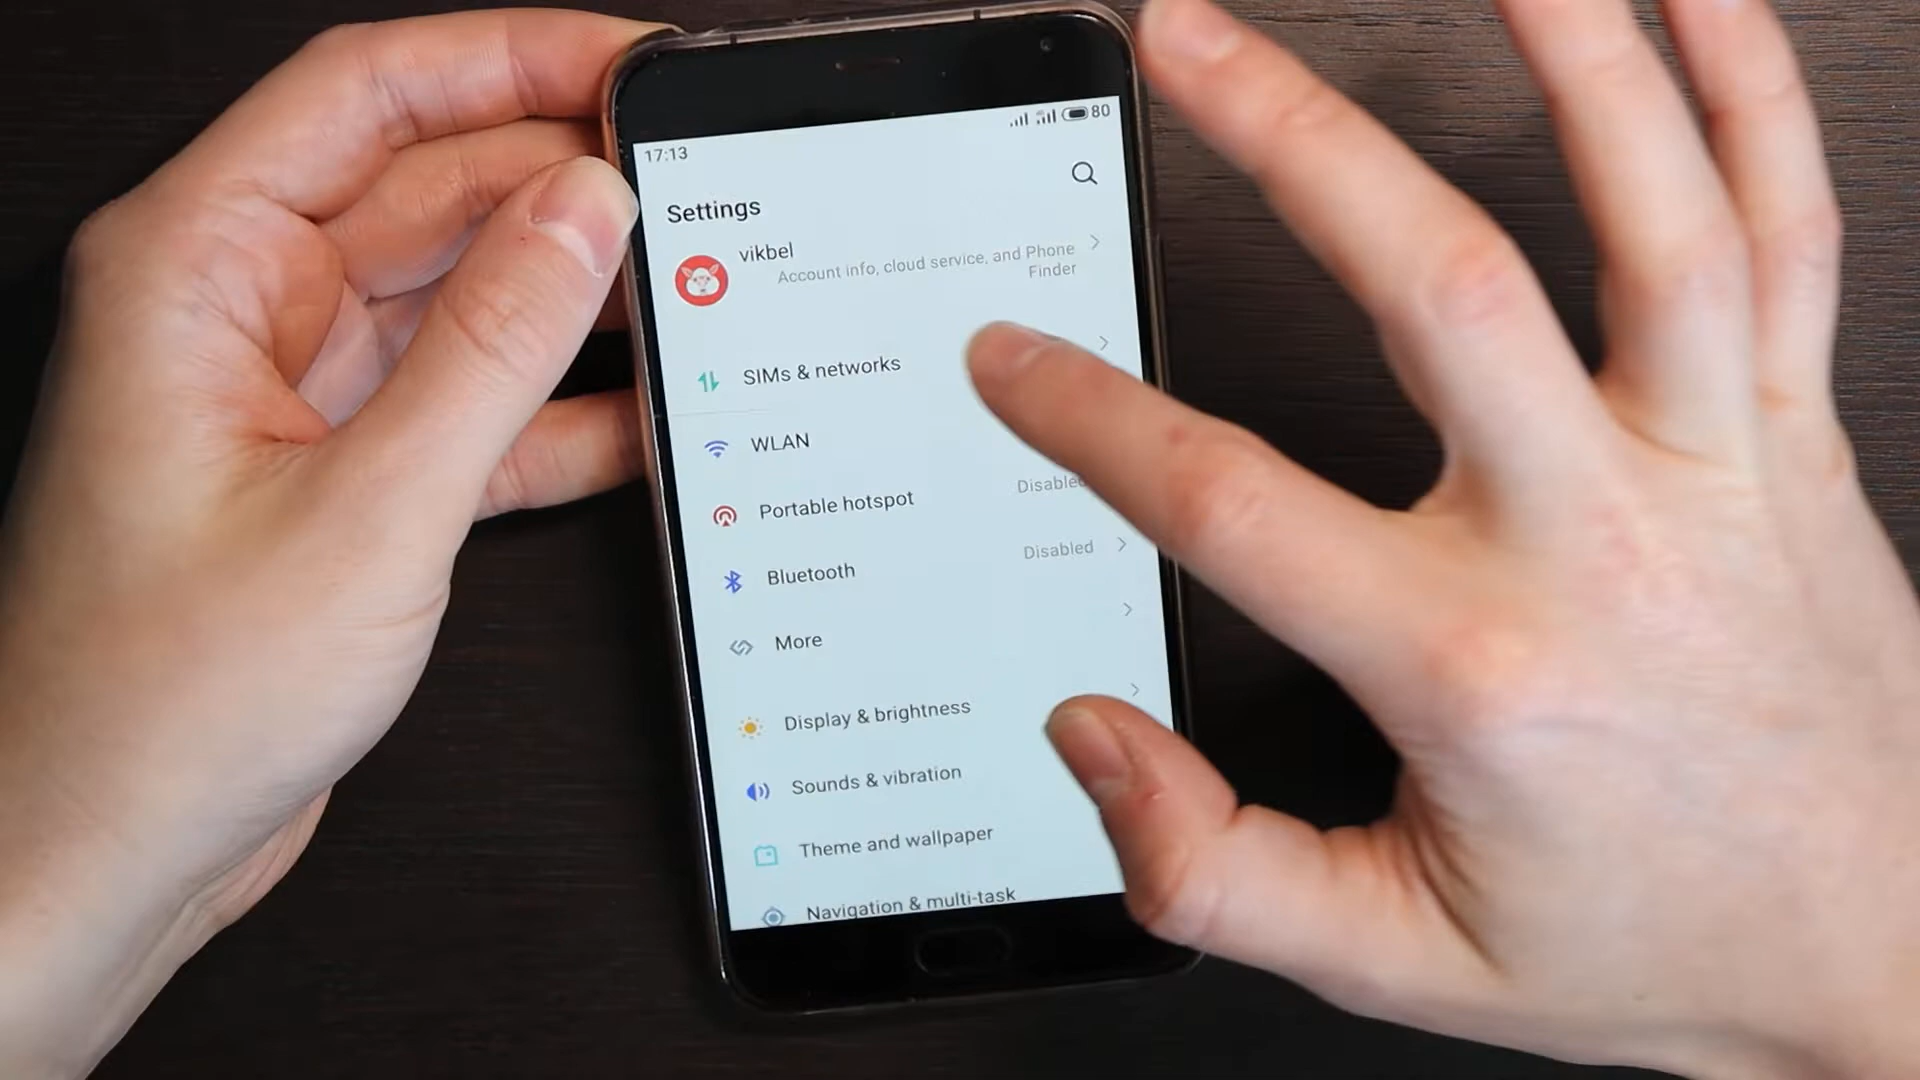 80
17:13
Settings
vikbel
Account info, cloud service, and Phone
Finder
SIMs & networks
WLAN
Portable hotspot
Disabled
Bluetooth
Disabled
More
Display & brightness
Sounds & vibration
Theme and wallpaper
Navigation & multi-task